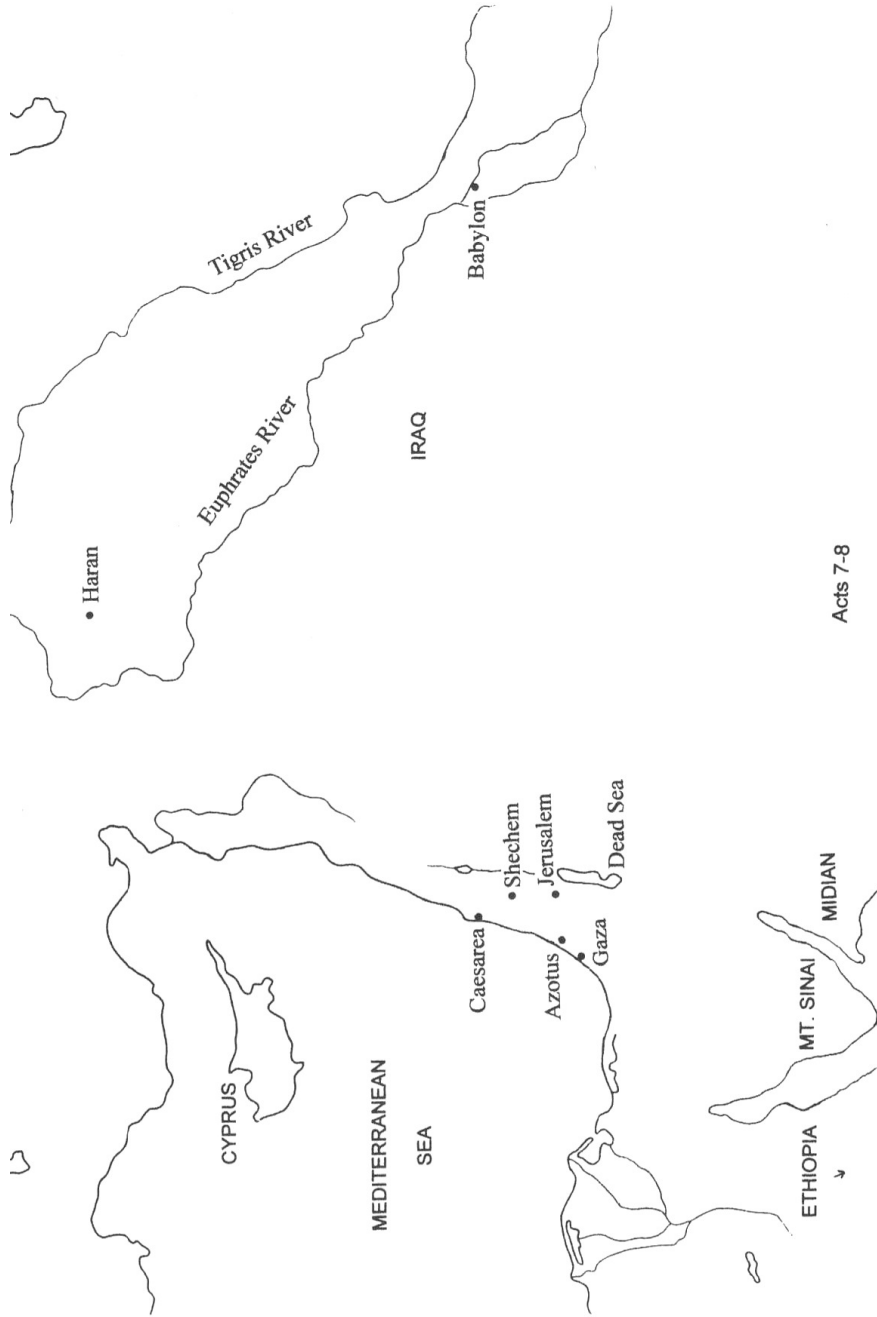 Haran
Tigris River
Euphrates River
CYPRUS
MEDITERRANEAN
SEA
IRAQ
Babylon
Caesarea
Shechem
Jerusalem
Azotus
Gaza
Dead Sea
MT. SINAI
MIDIAN
ETHIOPIA
Acts 7-8